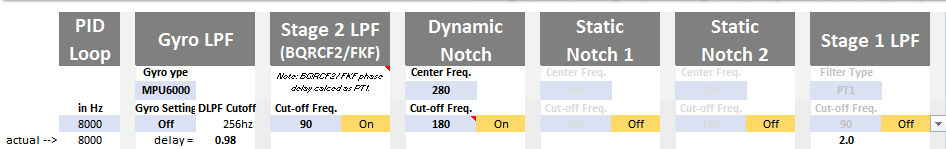 PID Loop
Gyro LPF
Stage 2 LPF (BQRCF2/FKF)
Dynamic Notch
Static Notch 1
Static Notch 2
Stage 1 LPF
Gyro ype
Note: BQRCF2/FKF phase delay calced as PT1.
Center Freq.
Center Freq.
Center Freq.
Filter Type
MPU6000
280
400
200
PT1
in Hz
Gyro Setting
DLPF Cutoff
Cut-off Freq.
Cut-off Freq.
Cut-off Freq.
Cut-off Freq.
Cut-off Freq.
8000
Off
256hz
90
On
180
On
300
Off
100
Off
90
Off
actual -->
8000
delay =
0.98
2.0